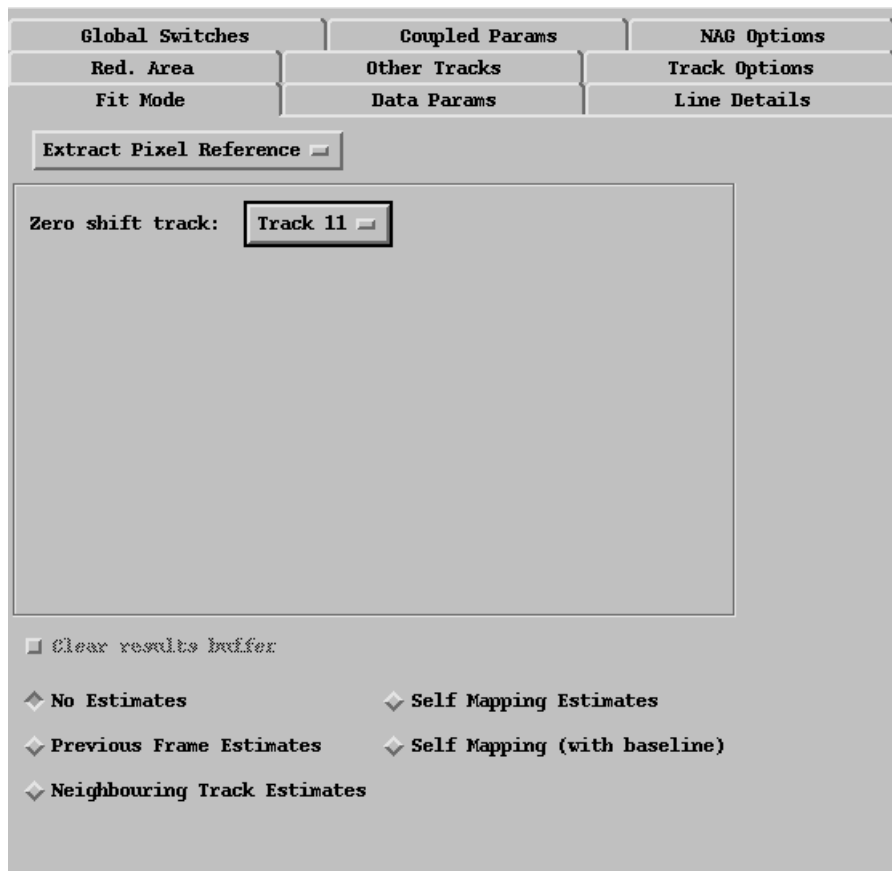 Global Switches Coupled Params NAG Options
Red. Area Other Tracks Track Options
Fit Mode Data Params Line Details
Extract Pixel Reference
Zero shift track: Track 11
Clear results buffer
No Estimates Self Mapping Estimates
Previous Frame Estimates Self Mapping (with baseline)
Neighbouring Track Estimates